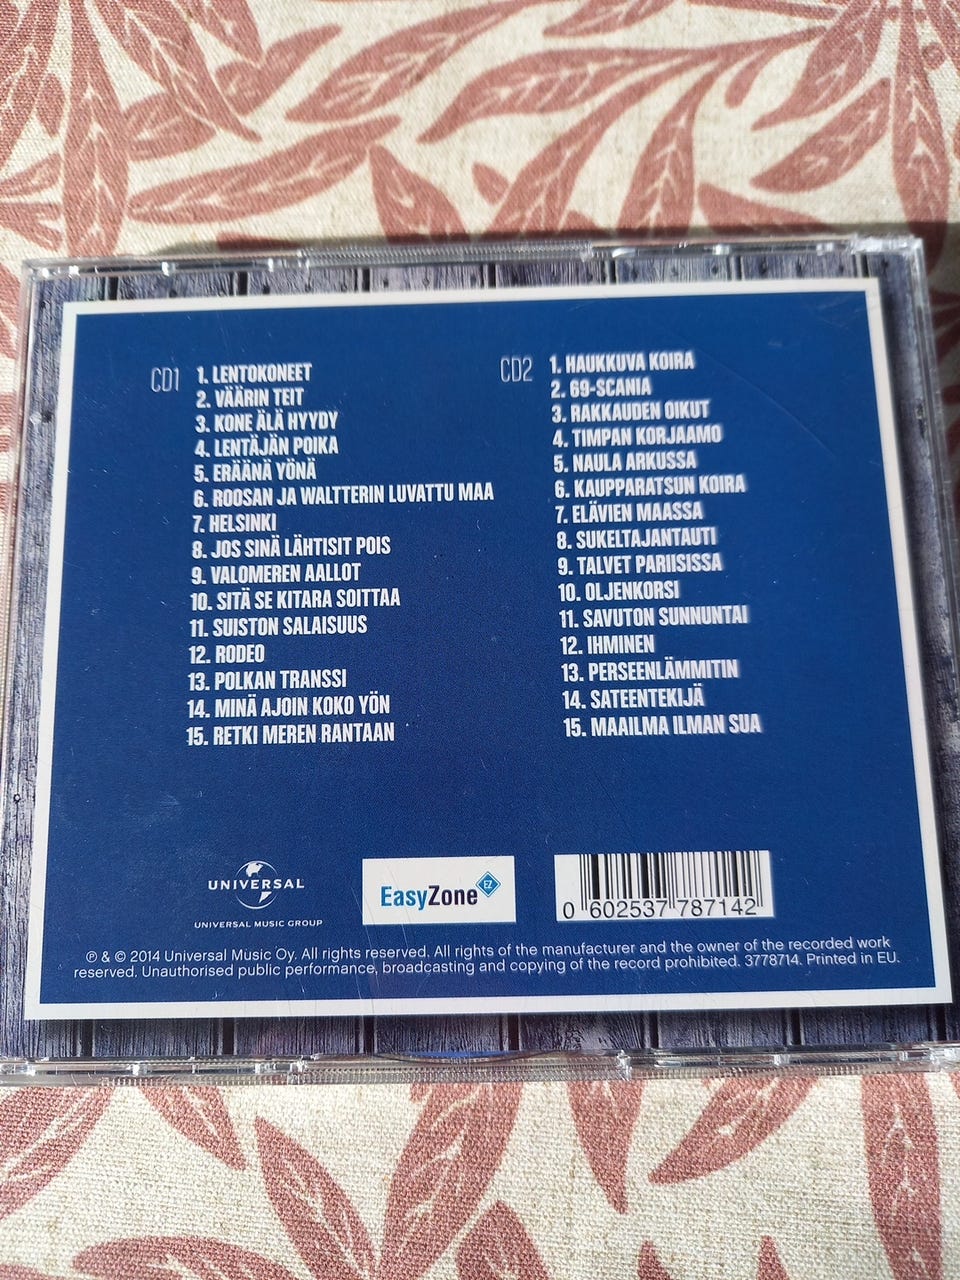 CD1
1. LENTOKONEET
2. VÄÄRIN TEIT
3. KONE ÄLÄ HYYDY
4. LENTÄJÄN POIKA
5. ERÄÄNÄ YÖNÄ
6. ROOSAN JA WALTTERIN LUVATTU MAA
7. HELSINKI
8. JOS SINÄ LÄHTISIT POIS
9. VALOMEREN AALLOT
10. SITÄ SE KITARA SOITTAA
11. SUISTON SALAISUUS
12. RODEO
13. POLKAN TRANSSI
14. MINÄ AJOIN KOKO YÖN
15. RETKI MEREN RANTAAN
CD2
1. HAUKKUVA KOIRA
2. 69-SCANIA
3. RAKKAUDEN OIKUT
4. TIMPAN KORJAAMO
5. NAULA ARKUSSA
6. KAUPPARATSUN KOIRA
7. ELÄVIEN MAASSA
8. SUKELTAJANTAUTI
9. TALVET PARIISISSA
10. OLJENKORSI
11. SAVUTON SUNNUNTAI
12. IHMINEN
13. PERSEENLÄMMITIN
14. SATEENTEKIJÄ
15. MAAILMA ILMAN SUA
UNIVERSAL
UNIVERSAL MUSIC GROUP
EasyZone EZ
0 602537 787142
℗ & © 2014 Universal Music Oy. All rights reserved. All rights of the manufacturer and the owner of the recorded work
reserved. Unauthorised public performance, broadcasting and copying of the record prohibited. 3778714. Printed in EU.